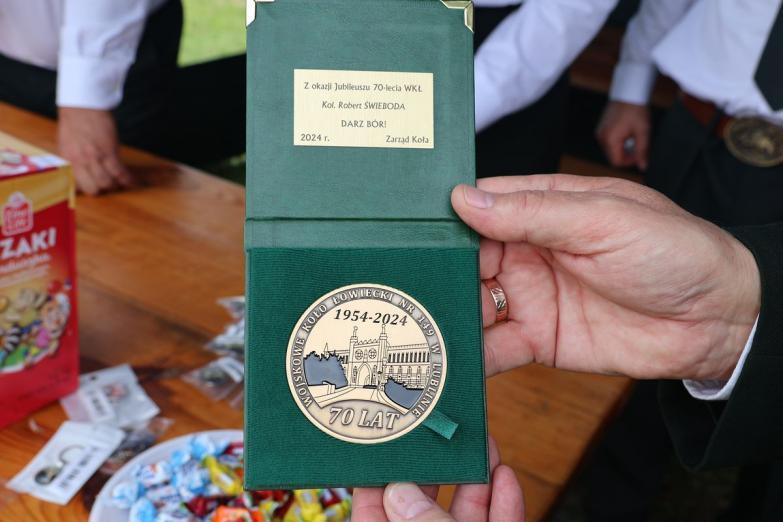 Z okazji Jubileuszu 70-lecia WKŁ
Kol. Robert ŚWIEBODA
DARZ BÓR!
2024 r. Zarząd Koła
WOJSKOWE KOŁO ŁOWIECKI NR 149 W LUBLINIE
1954-2024
70 LAT
ZAKI